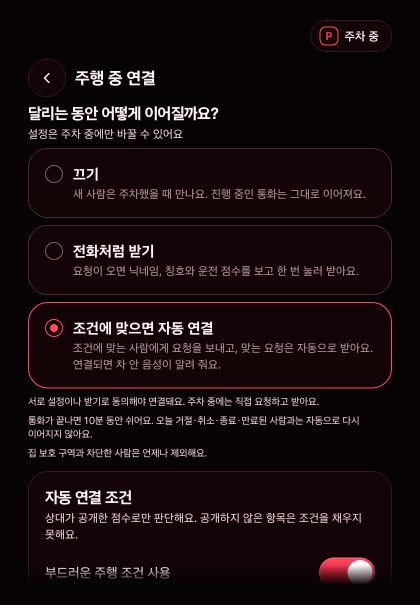 P 주차 중
주행 중 연결
달리는 동안 어떻게 이어질까요?
설정은 주차 중에만 바꿀 수 있어요
끄기
새 사람은 주차했을 때 만나요. 진행 중인 통화는 그대로 이어져요.
전화처럼 받기
요청이 오면 닉네임, 칭호와 운전 점수를 보고 한 번 눌러 받아요.
조건에 맞으면 자동 연결
조건에 맞는 사람에게 요청을 보내고, 맞는 요청은 자동으로 받아요.
연결되면 차 안 음성이 알려 줘요.
서로 설정이나 받기로 동의해야 연결돼요. 주차 중에는 직접 요청하고 받아요.
통화가 끝나면 10분 동안 쉬어요. 오늘 거절·취소·종료·만료된 사람과는 자동으로 다시
이어지지 않아요.
집 보호 구역과 차단한 사람은 언제나 제외해요.
자동 연결 조건
상대가 공개한 점수로만 판단해요. 공개하지 않은 항목은 조건을 채우지
못해요.
부드러운 주행 조건 사용